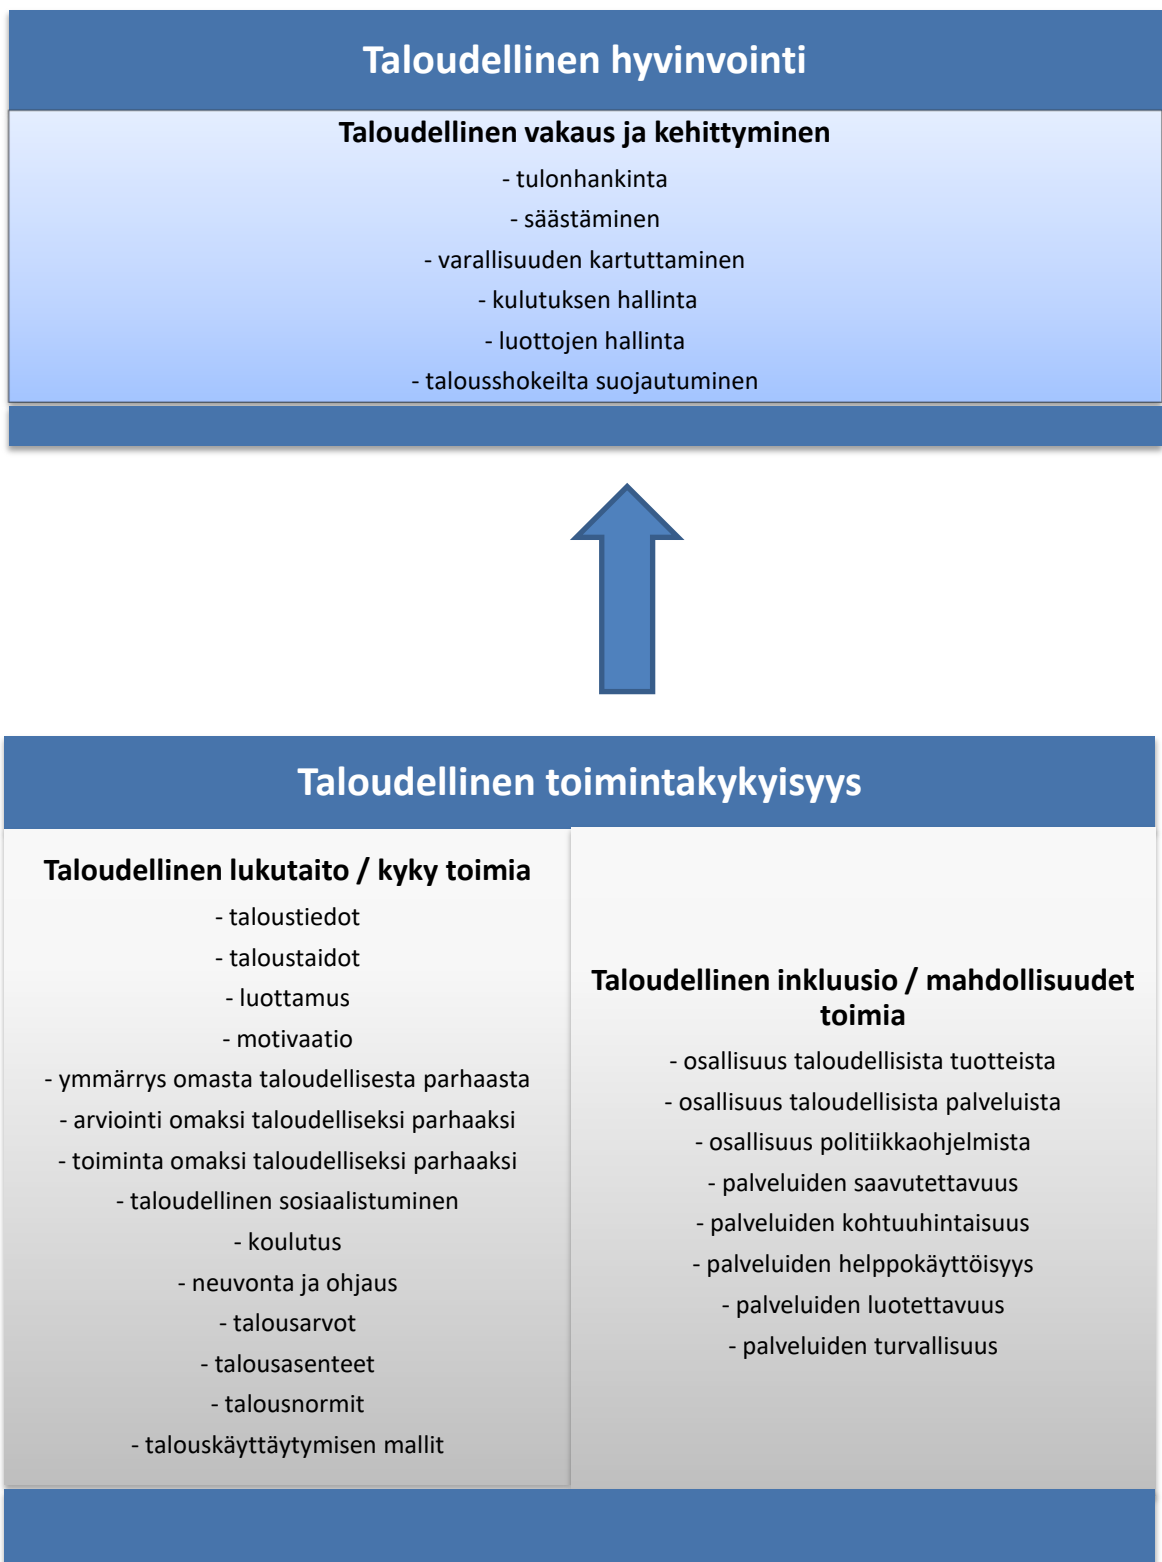 Taloudellinen hyvinvointi
Taloudellinen vakaus ja kehittyminen
- tulonhankinta
- säästäminen
- varallisuuden kartuttaminen
- kulutuksen hallinta
- luottojen hallinta
- talousshokeilta suojautuminen
Taloudellinen toimintakykyisyys
Taloudellinen lukutaito / kyky toimia
- taloustiedot
- taloustaidot
- luottamus
- motivaatio
- ymmärrys omasta taloudellisesta parhaasta
- arviointi omaksi taloudelliseksi parhaaksi
- toiminta omaksi taloudelliseksi parhaaksi
- taloudellinen sosiaalistuminen
- koulutus
- neuvonta ja ohjaus
- talousarvot
- talousasenteet
- talousnormit
- talouskäyttäytymisen mallit
Taloudellinen inkluusio / mahdollisuudet
toimia
- osallisuus taloudellisista tuotteista
- osallisuus taloudellisista palveluista
- osallisuus politiikkaohjelmista
- palveluiden saavutettavuus
- palveluiden kohtuuhintaisuus
- palveluiden helppokäyttöisyys
- palveluiden luotettavuus
- palveluiden turvallisuus